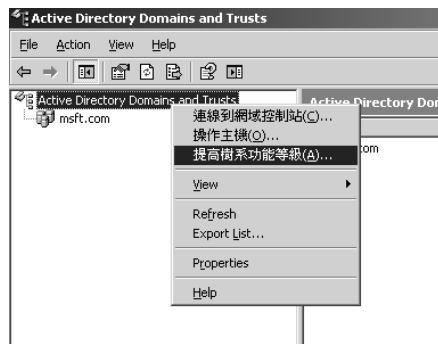 Active Directory Domains and Trusts
File Action View Help
Active Directory Domains and Trusts
Active Directory Dor
msft.com
com
連線到網域控制站(C)...
操作主機(O)...
提高樹系功能等級(A)...
View
Refresh
Export List...
Properties
Help